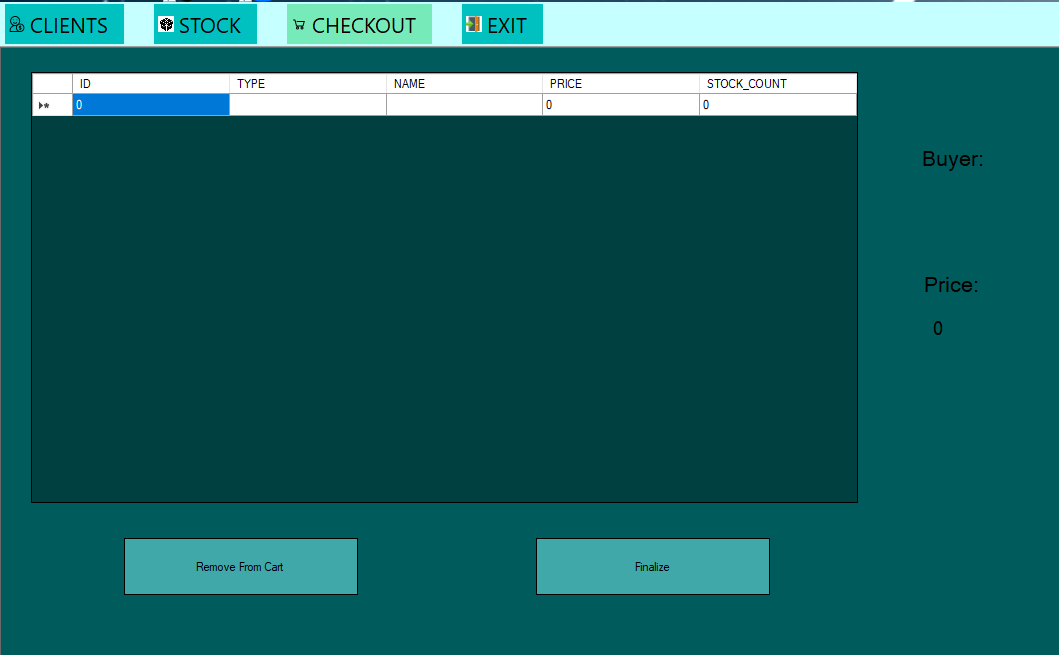 CLIENTS STOCK CHECKOUT EXIT
ID TYPE NAME PRICE STOCK_COUNT
0 0 0
Buyer:
Price:
0
Remove From Cart Finalize